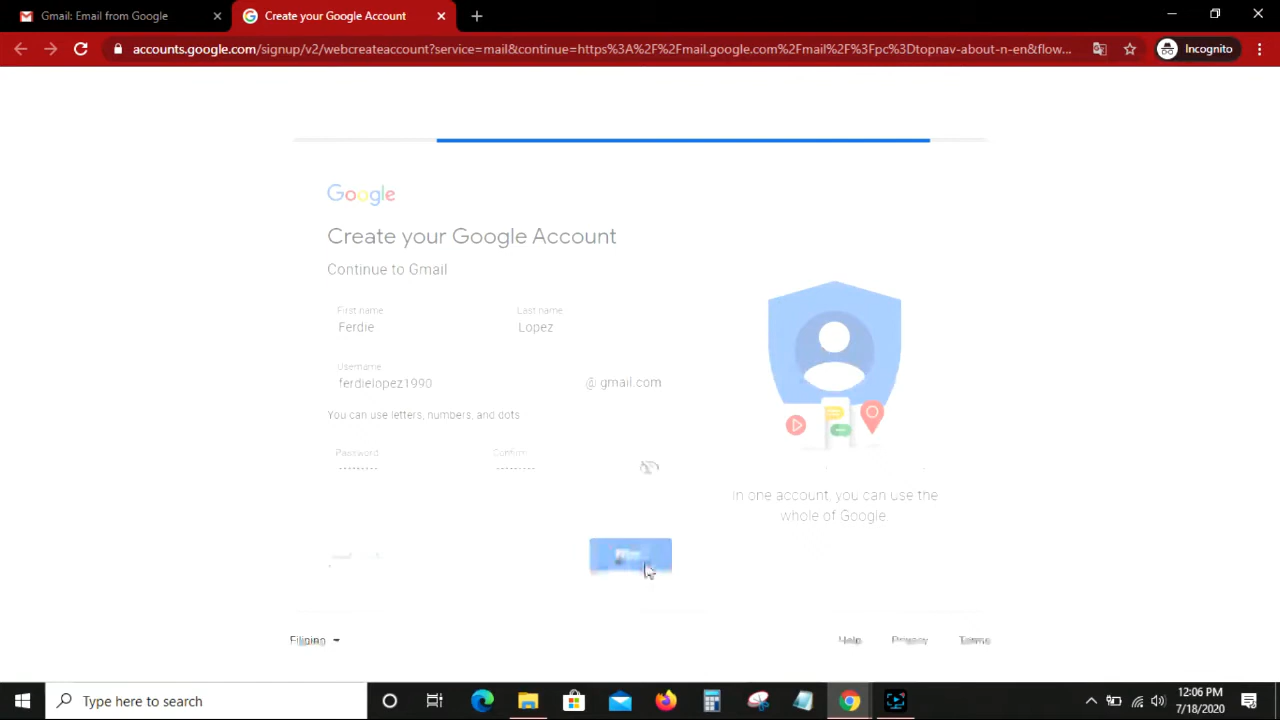 Gmail: Email from Google
Create your Google Account
accounts.google.com/signup/v2/webcreateaccount?service=mail&continue=https%3A%2F%2Fmail.google.com%2Fmail%2F%3Fpc%3Dtopnav-about-n-en&flow...
Incognito
Google
Create your Google Account
Continue to Gmail
First name
Last name
Ferdie
Lopez
Username
ferdielopez1990
@gmail.com
You can use letters, numbers, and dots
Password
Confirm
In one account, you can use the
whole of Google.
Filipino
Help
Privacy
Terms
Type here to search
12:06 PM
7/18/2020